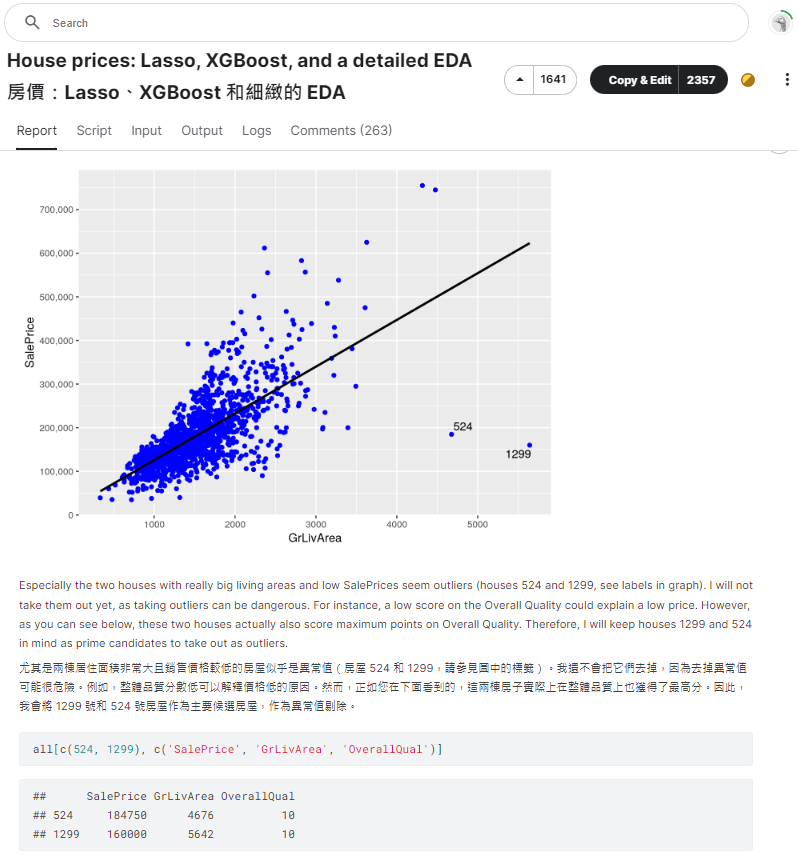 Search
House prices: Lasso, XGBoost, and a detailed EDA
房價：Lasso、XGBoost 和細緻的 EDA
1641
Copy & Edit
2357
Report
Script
Input
Output
Logs
Comments (263)
SalePrice
700,000
600,000
500,000
400,000
300,000
200,000
100,000
0
524
1299
1000
2000
3000
4000
5000
GrLivArea
Especially the two houses with really big living areas and low SalePrices seem outliers (houses 524 and 1299, see labels in graph). I will not
take them out yet, as taking outliers can be dangerous. For instance, a low score on the Overall Quality could explain a low price. However,
as you can see below, these two houses actually also score maximum points on Overall Quality. Therefore, I will keep houses 1299 and 524
in mind as prime candidates to take out as outliers.
尤其是兩棟居住面積非常大且銷售價格較低的房屋似乎是異常值（房屋 524 和 1299，請參見圖中的標籤）。我還不會把它們去掉，因為去掉異常值
可能很危險。例如，整體品質分數低可以解釋價格低的原因。然而，正如您在下面看到的，這兩棟房子實際上在整體品質上也獲得了最高分。因此，
我會將 1299 號和 524 號房屋作為主要候選房屋，作為異常值剔除。
all[c(524, 1299), c('SalePrice', 'GrLivArea', 'OverallQual')]
##      SalePrice GrLivArea OverallQual
## 524     184750      4676          10
## 1299    160000      5642          10